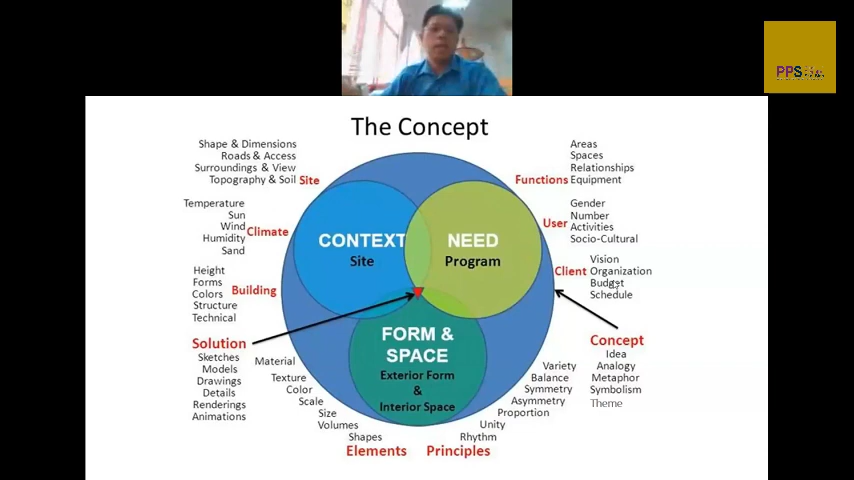 PPS
The Concept
Shape & Dimensions
Roads & Access
Surroundings & View
Topography & Soil
Site
Areas
Spaces
Relationships
Equipment
Functions
Temperature
Sun
Wind
Humidity
Sand
Climate
Gender
Number
Activities
Socio-Cultural
User
CONTEXT
Site
NEED
Program
Height
Forms
Colors
Structure
Technical
Building
Vision
Organization
Budget
Schedule
Client
Solution
Sketches
Models
Drawings
Details
Renderings
Animations
FORM &
SPACE
Exterior Form
&
Interior Space
Concept
Idea
Analogy
Metaphor
Symbolism
Theme
Material
Texture
Color
Scale
Size
Volumes
Shapes
Elements
Variety
Balance
Symmetry
Asymmetry
Proportion
Unity
Rhythm
Principles